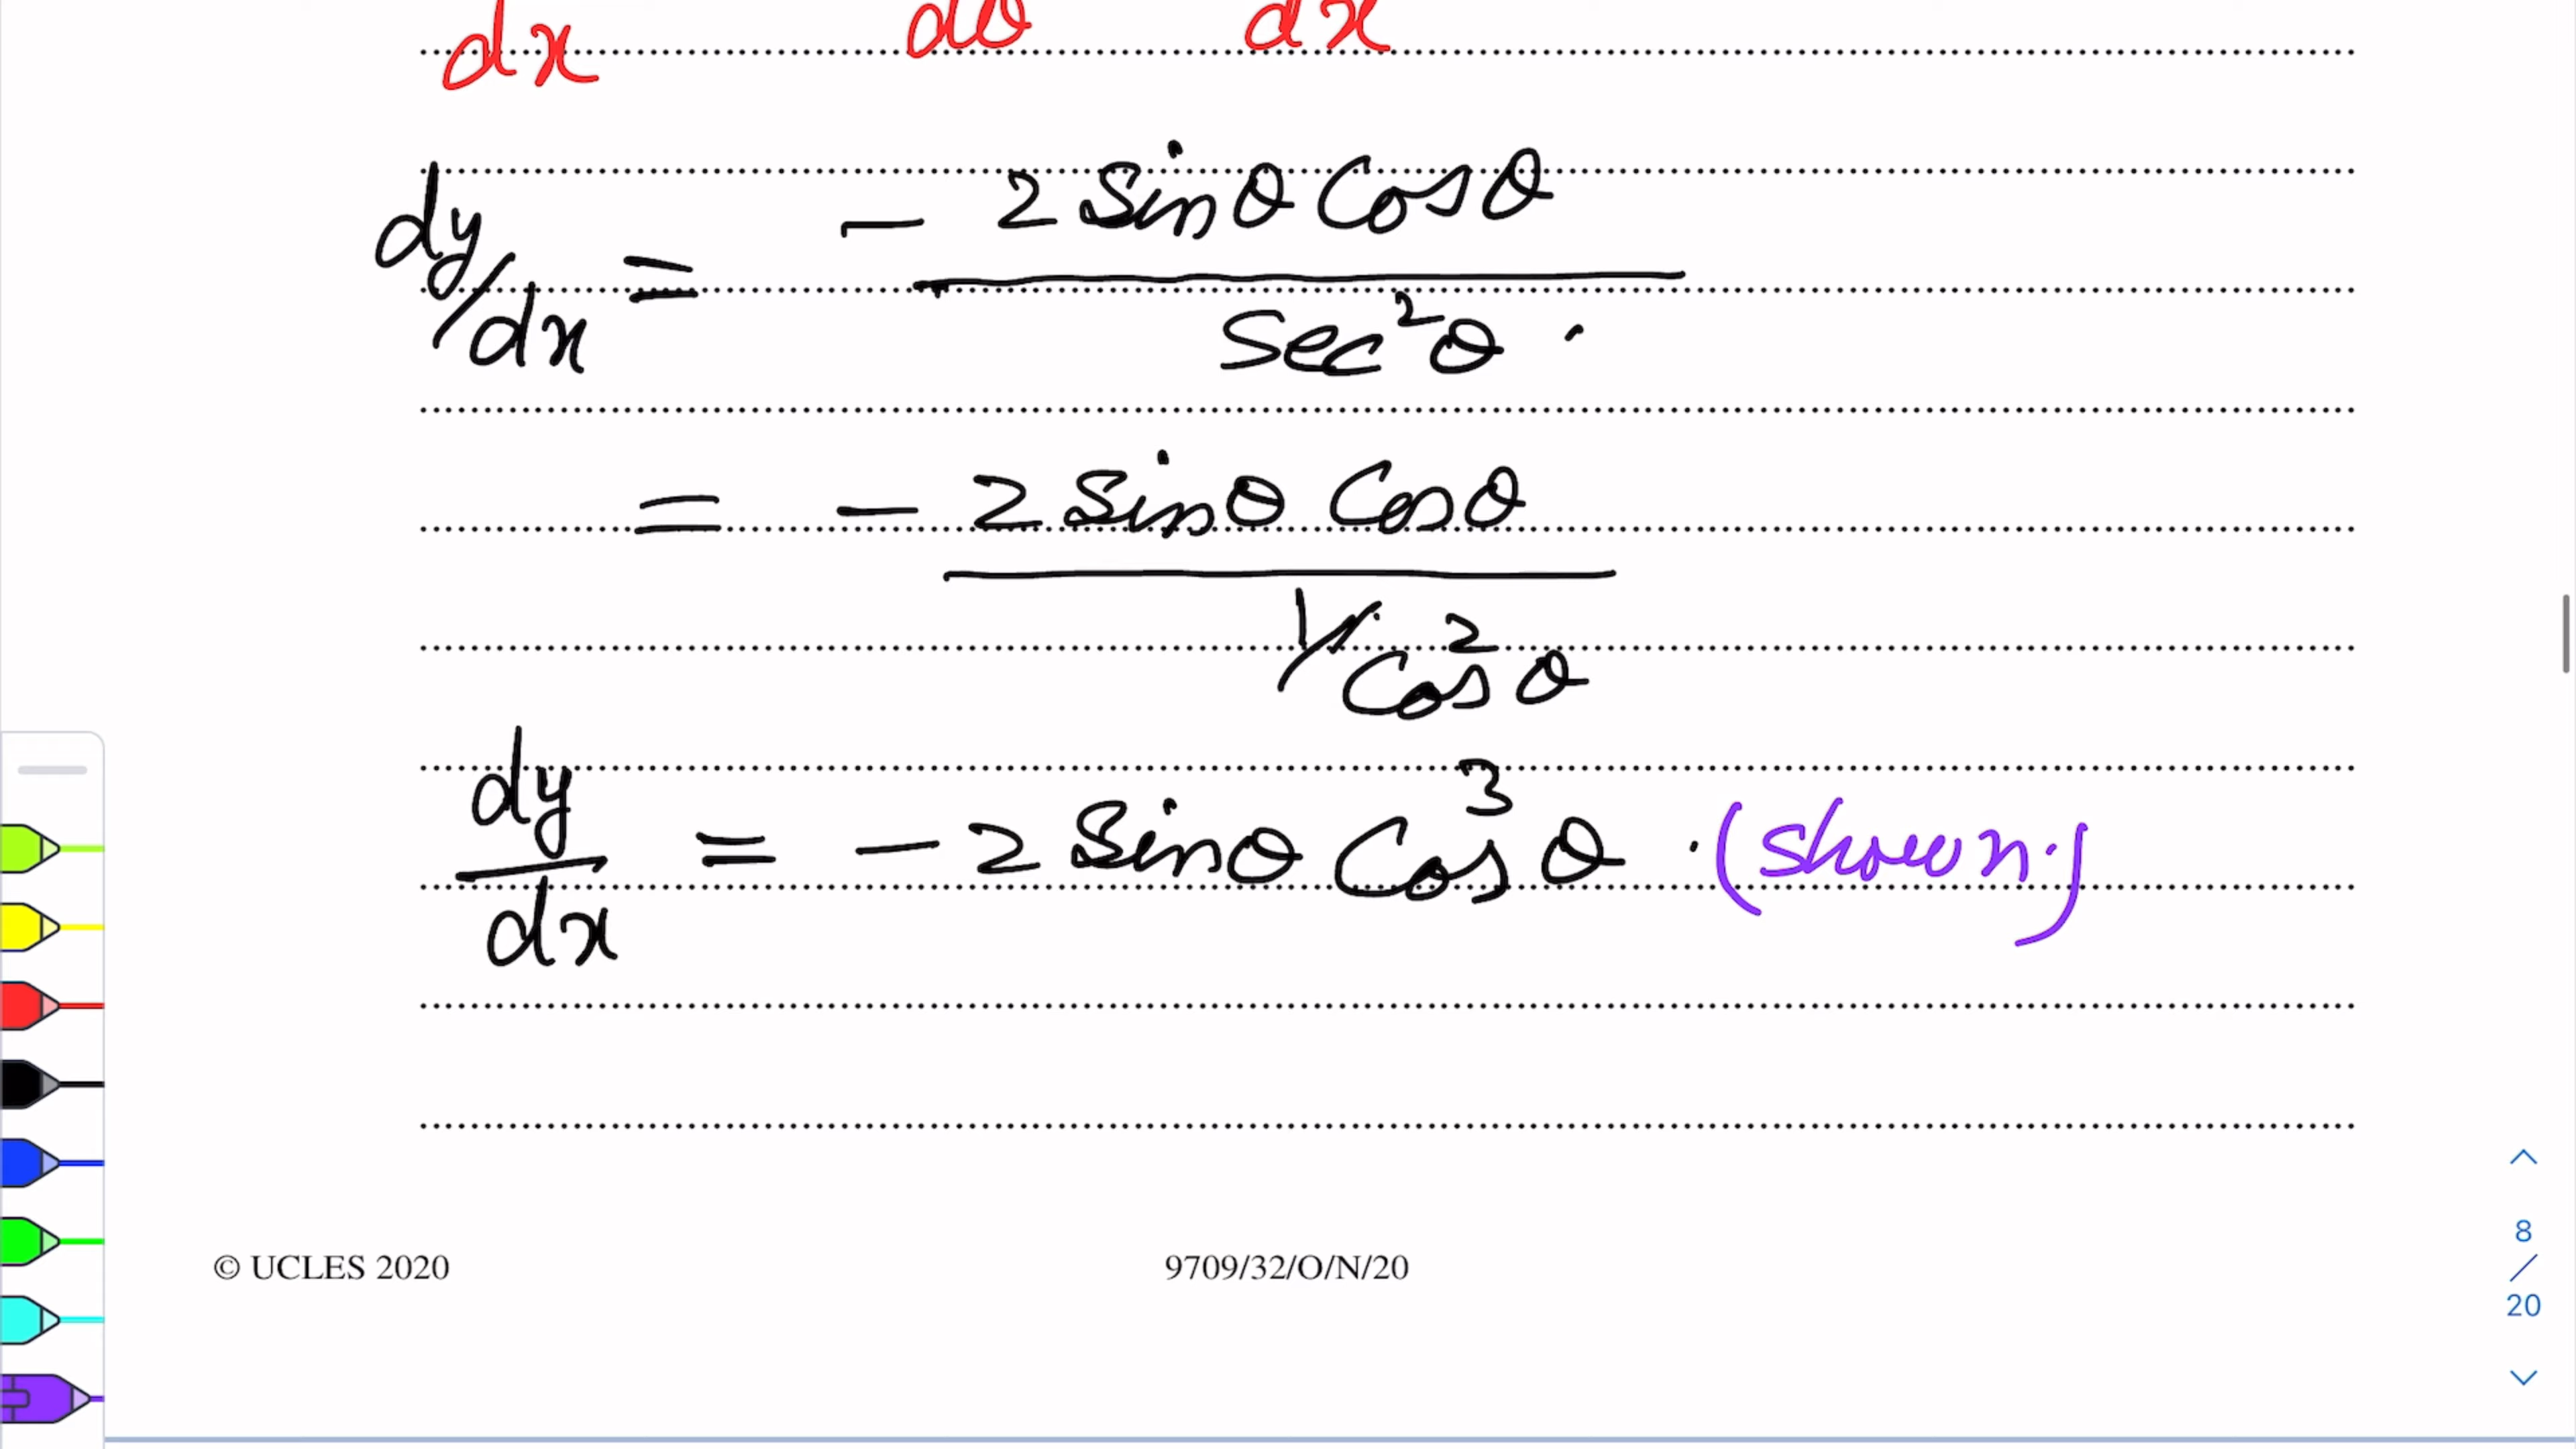 dx dθ dx
dy/dx = - 2 sinθ cosθ
sec²θ .
= - 2 sinθ cosθ
1/cos²θ
dy
dx = - 2 sinθ cos³θ . (shown.)
© UCLES 2020 9709/32/O/N/20
8
/
20